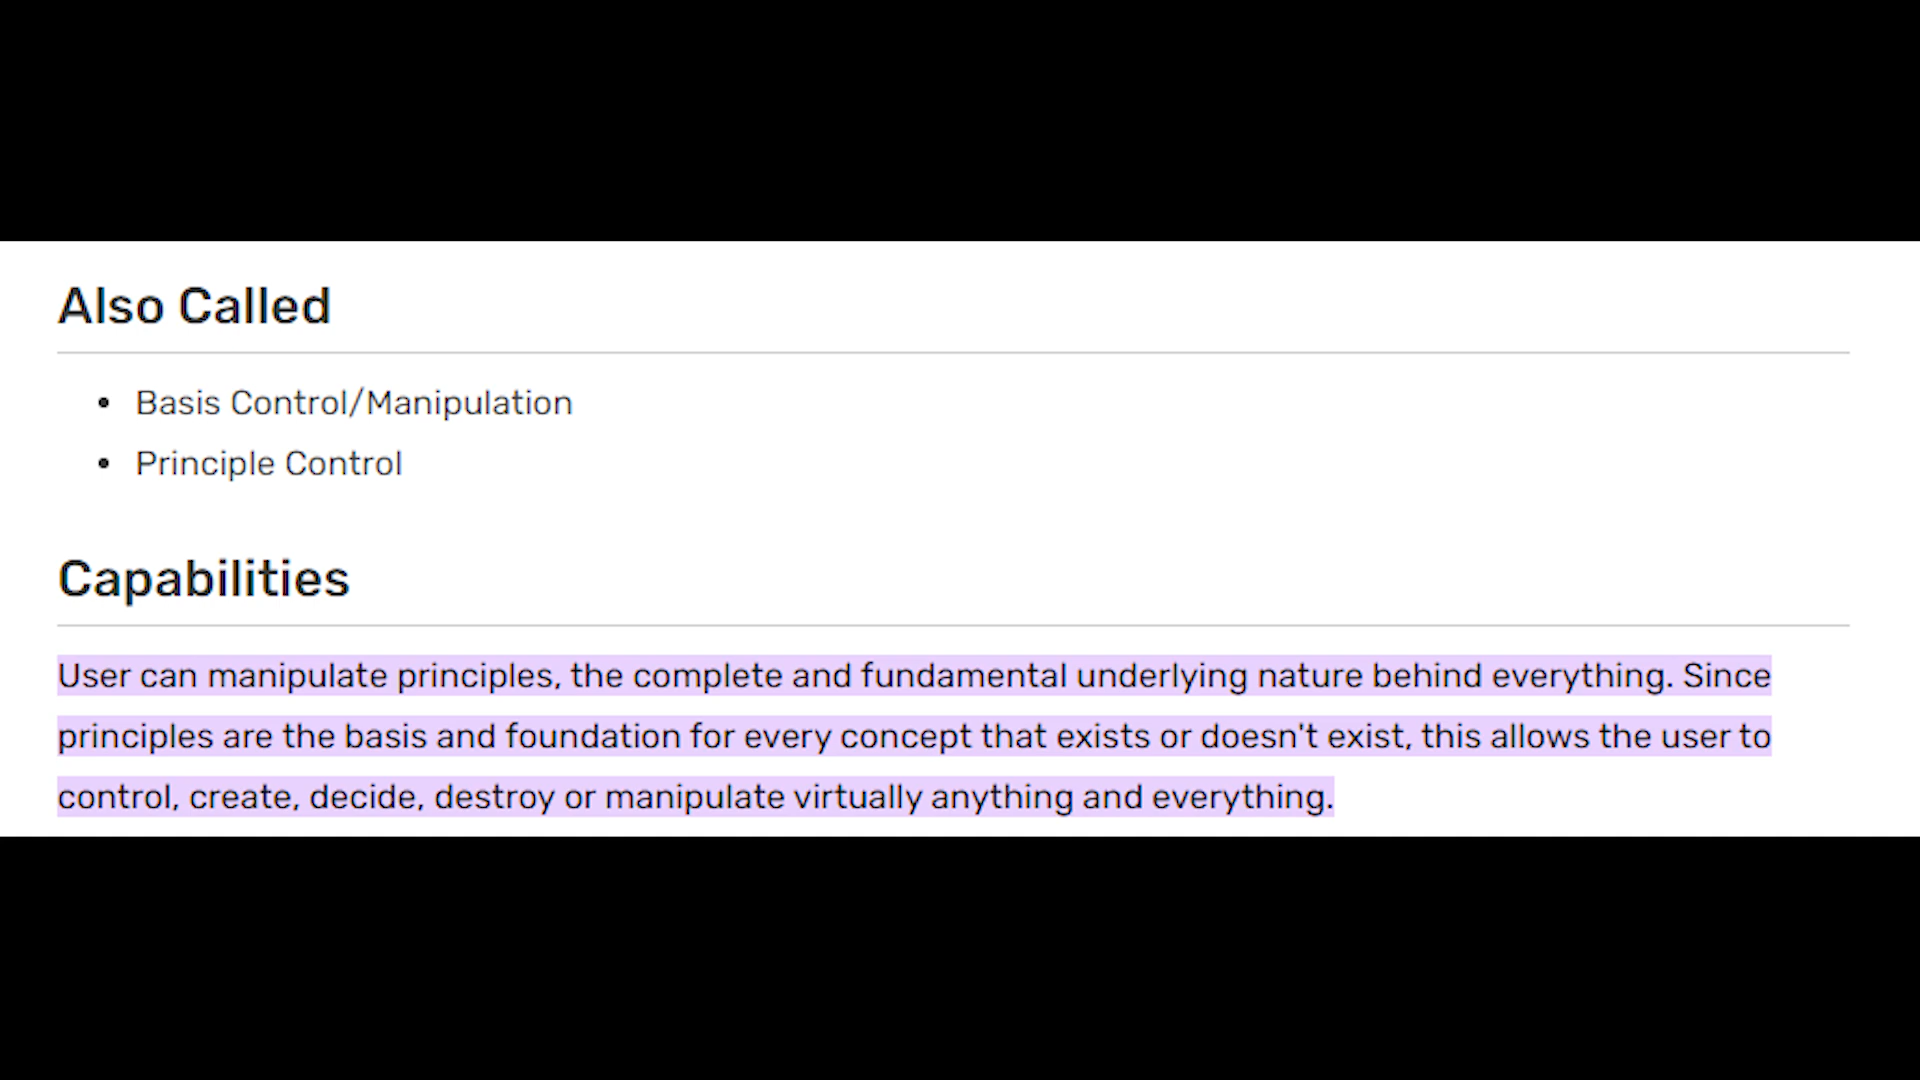 Also Called
• Basis Control/Manipulation
• Principle Control
Capabilities
User can manipulate principles, the complete and fundamental underlying nature behind everything. Since
principles are the basis and foundation for every concept that exists or doesn't exist, this allows the user to
control, create, decide, destroy or manipulate virtually anything and everything.